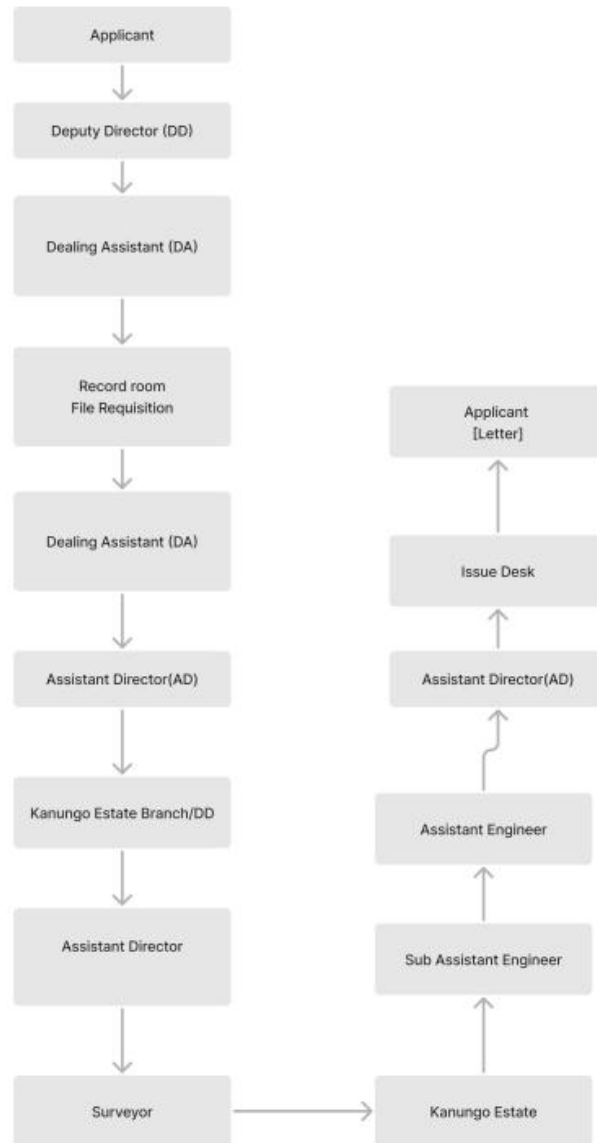 Applicant
Deputy Director (DD)
Dealing Assistant (DA)
Record room
File Requisition
Dealing Assistant (DA)
Assistant Director(AD)
Kanungo Estate Branch/DD
Assistant Director
Surveyor
Kanungo Estate
Sub Assistant Engineer
Assistant Engineer
Assistant Director(AD)
Issue Desk
Applicant
[Letter]